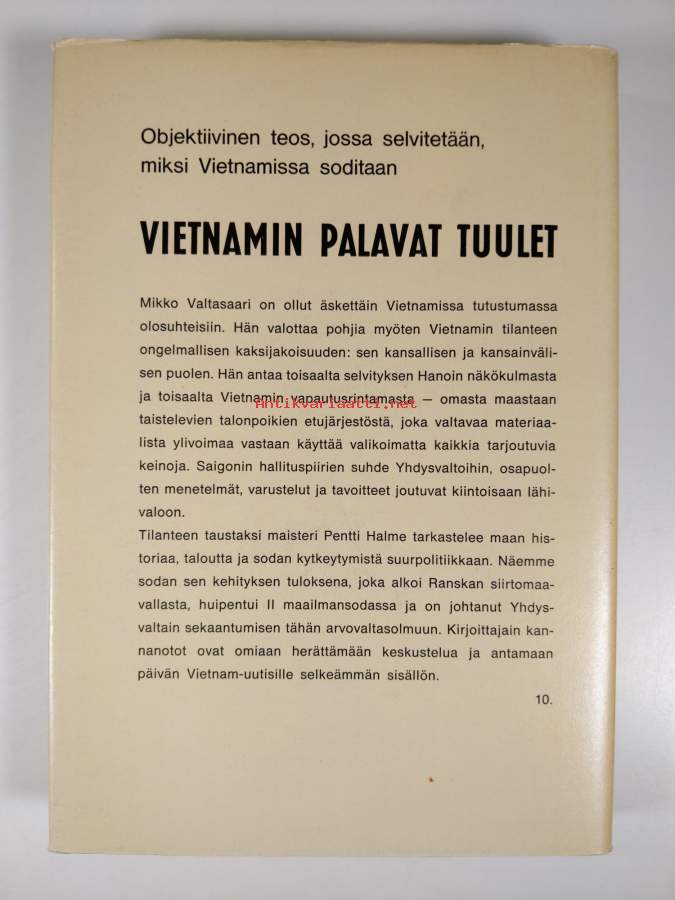 Objektiivinen teos, jossa selvitetään,
miksi Vietnamissa soditaan
VIETNAMIN PALAVAT TUULET
Mikko Valtasaari on ollut äskettäin Vietnamissa tutustumassa
olosuhteisiin. Hän valottaa pohjia myöten Vietnamin tilanteen
ongelmallisen kaksijakoisuuden: sen kansallisen ja kansainväli-
sen puolen. Hän antaa toisaalta selvityksen Hanoin näkökulmasta
ja toisaalta Vietnamin vapautusrintamasta — omasta maastaan
Antikvariaatti.net
taistelevien talonpoikien etujärjestöstä, joka valtavaa materiaa-
lista ylivoimaa vastaan käyttää valikoimatta kaikkia tarjoutuvia
keinoja. Saigonin hallituspiirien suhde Yhdysvaltoihin, osapuol-
ten menetelmät, varustelut ja tavoitteet joutuvat kiintoisaan lähi-
valoon.
Tilanteen taustaksi maisteri Pentti Halme tarkastelee maan his-
toriaa, taloutta ja sodan kytkeytymistä suurpolitiikkaan. Näemme
sodan sen kehityksen tuloksena, joka alkoi Ranskan siirtomaa-
vallasta, huipentui II maailmansodassa ja on johtanut Yhdys-
valtain sekaantumisen tähän arvovaltasolmuun. Kirjoittajain kan-
nanotot ovat omiaan herättämään keskustelua ja antamaan
päivän Vietnam-uutisille selkeämmän sisällön.
10.